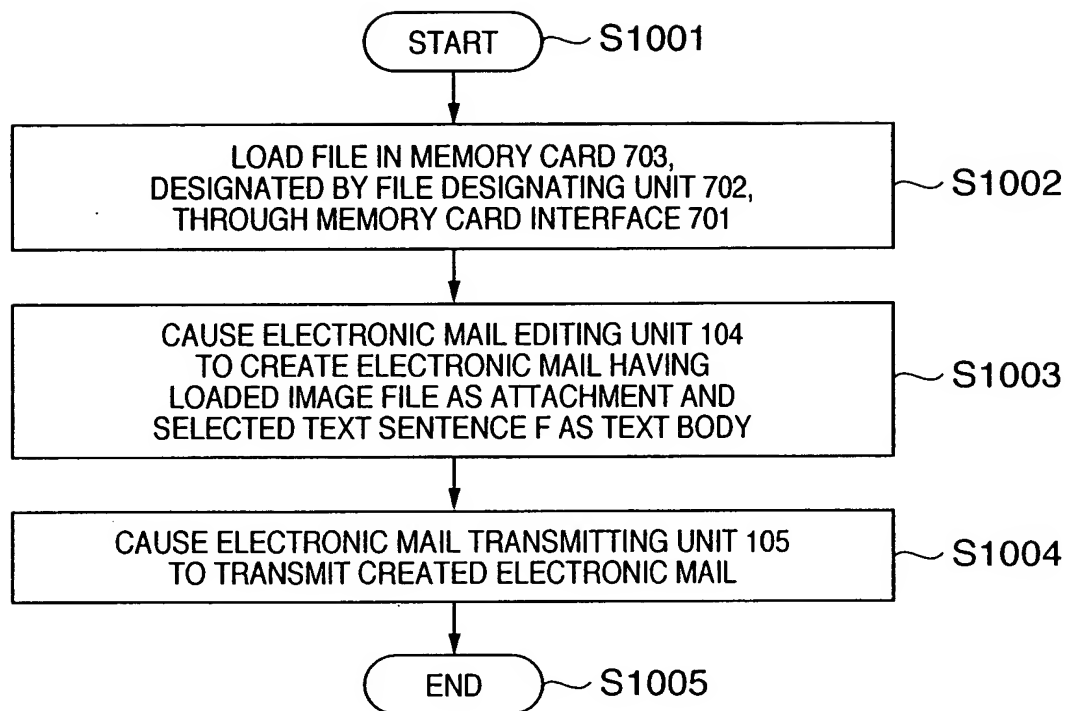 START
S1001
LOAD FILE IN MEMORY CARD 703,
DESIGNATED BY FILE DESIGNATING UNIT 702,
THROUGH MEMORY CARD INTERFACE 701
S1002
CAUSE ELECTRONIC MAIL EDITING UNIT 104
TO CREATE ELECTRONIC MAIL HAVING
LOADED IMAGE FILE AS ATTACHMENT AND
SELECTED TEXT SENTENCE F AS TEXT BODY
S1003
CAUSE ELECTRONIC MAIL TRANSMITTING UNIT 105
TO TRANSMIT CREATED ELECTRONIC MAIL
S1004
END
S1005